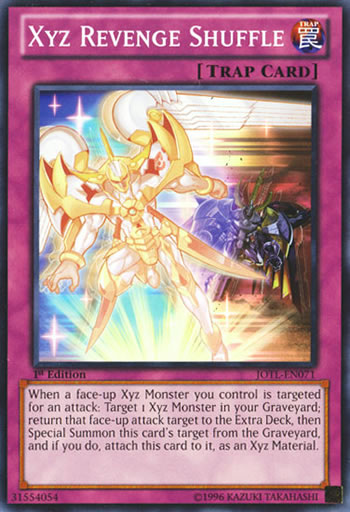 Xyz Revenge Shuffle
TRAP
罠
[Trap Card]
1st Edition
JOTL-EN071
When a face-up Xyz Monster you control is targeted
for an attack: Target 1 Xyz Monster in your Graveyard;
return that face-up attack target to the Extra Deck, then
Special Summon this card's target from the Graveyard,
and if you do, attach this card to it, as an Xyz Material.
31554054
©1996 KAZUKI TAKAHASHI